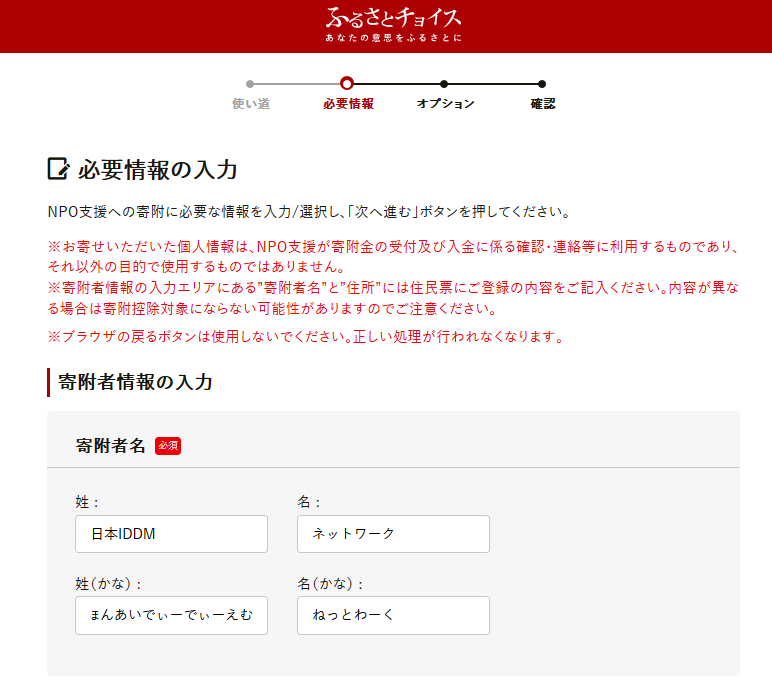 ふるさとチョイス
あなたの意思をふるさとに
使い道 必要情報 オプション 確認
必要情報の入力
NPO支援への寄附に必要な情報を入力/選択し、「次へ進む」ボタンを押してください。
※お寄せいただいた個人情報は、NPO支援が寄附金の受付及び入金に係る確認・連絡等に利用するものであり、
それ以外の目的で使用するものではありません。
※寄附者情報の入力エリアにある”寄附者名”と”住所”には住民票にご登録の内容をご記入ください。内容が異な
る場合は寄附控除対象にならない可能性がありますのでご注意ください。
※ブラウザの戻るボタンは使用しないでください。正しい処理が行われなくなります。
寄附者情報の入力
寄附者名 必須
姓： 名：
日本IDDM ネットワーク
姓(かな)： 名(かな)：
ほんあいでぃーでぃーえむ ねっとわーく